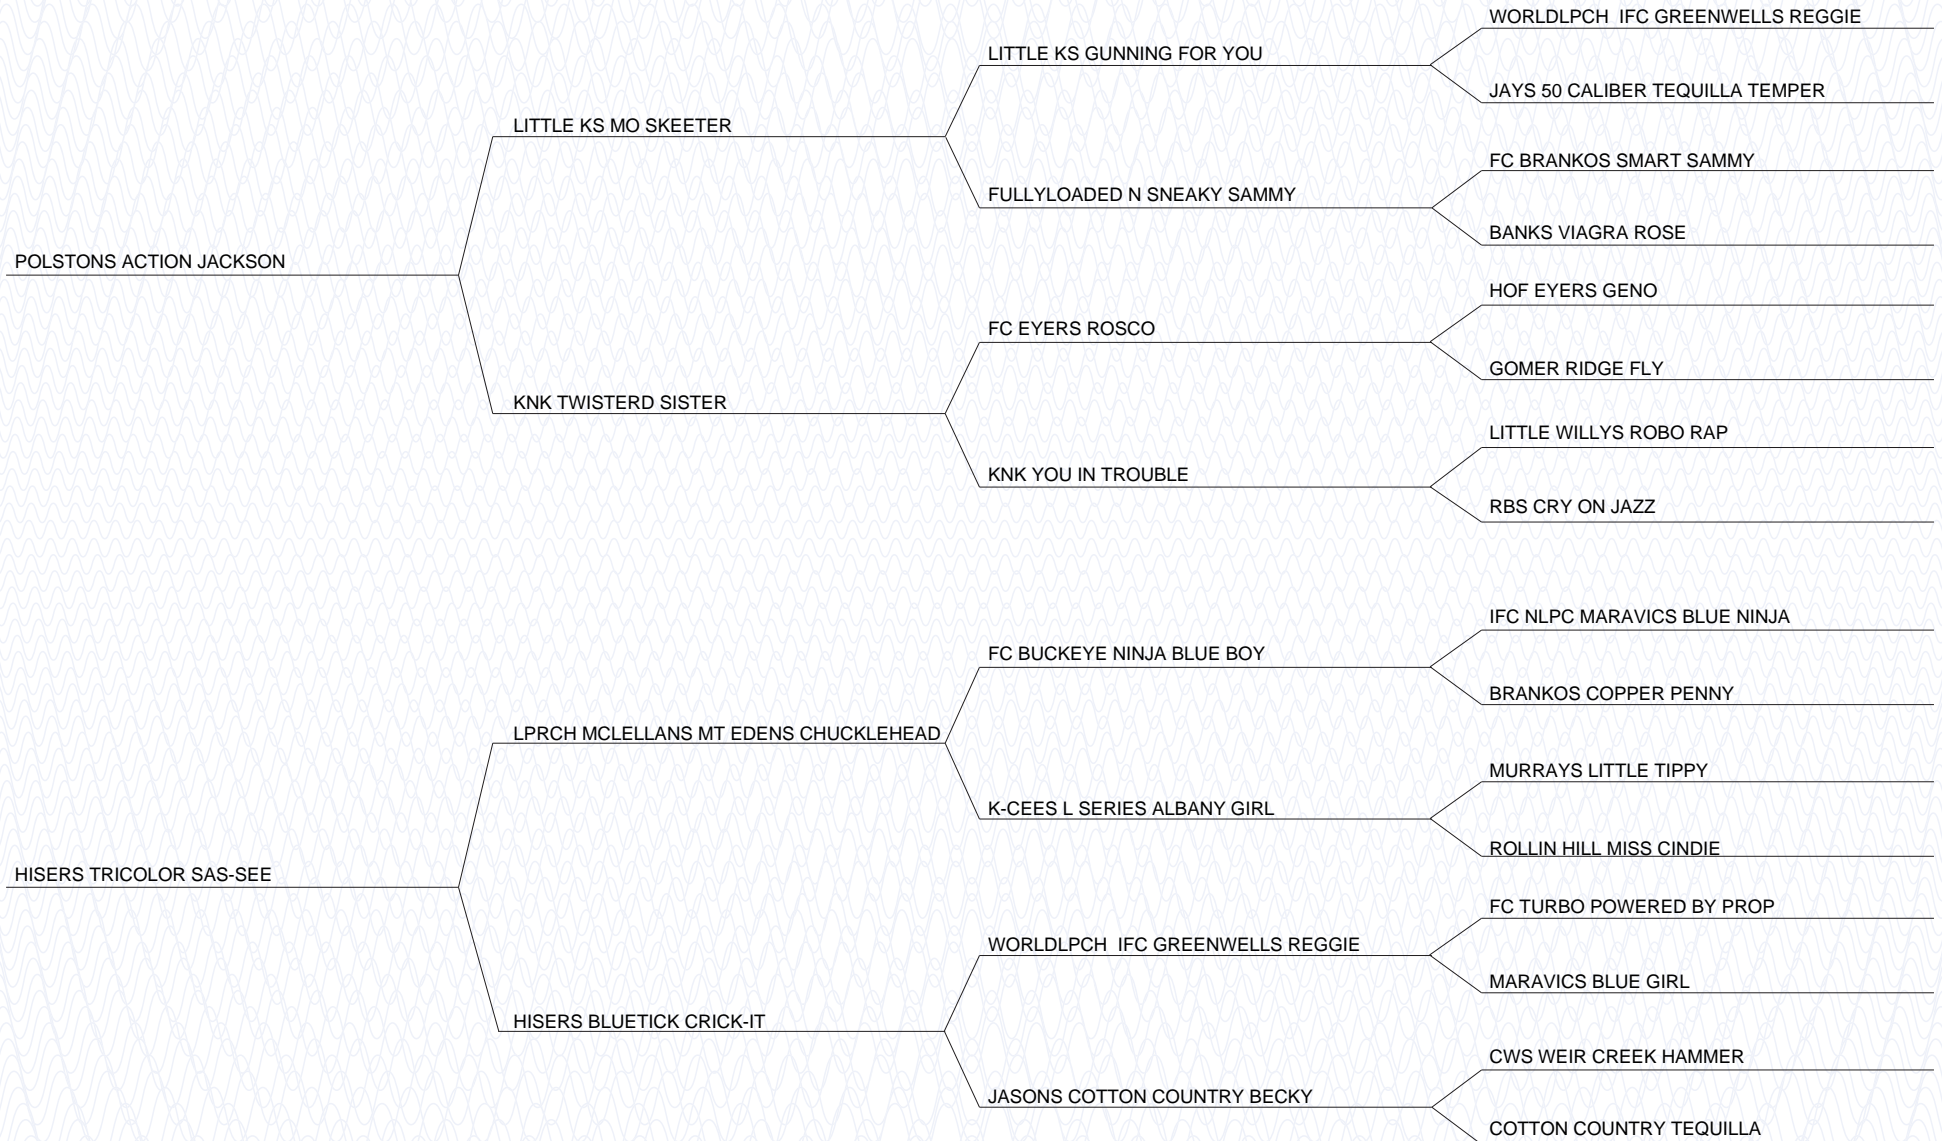 WORLDLPCH  IFC GREENWELLS REGGIE
LITTLE KS GUNNING FOR YOU
JAYS 50 CALIBER TEQUILLA TEMPER
LITTLE KS MO SKEETER
FC BRANKOS SMART SAMMY
FULLYLOADED N SNEAKY SAMMY
BANKS VIAGRA ROSE
POLSTONS ACTION JACKSON
HOF EYERS GENO
FC EYERS ROSCO
GOMER RIDGE FLY
KNK TWISTERD SISTER
LITTLE WILLYS ROBO RAP
KNK YOU IN TROUBLE
RBS CRY ON JAZZ
IFC NLPC MARAVICS BLUE NINJA
FC BUCKEYE NINJA BLUE BOY
BRANKOS COPPER PENNY
LPRCH MCLELLANS MT EDENS CHUCKLEHEAD
MURRAYS LITTLE TIPPY
K-CEES L SERIES ALBANY GIRL
ROLLIN HILL MISS CINDIE
HISERS TRICOLOR SAS-SEE
FC TURBO POWERED BY PROP
WORLDLPCH  IFC GREENWELLS REGGIE
MARAVICS BLUE GIRL
HISERS BLUETICK CRICK-IT
CWS WEIR CREEK HAMMER
JASONS COTTON COUNTRY BECKY
COTTON COUNTRY TEQUILLA